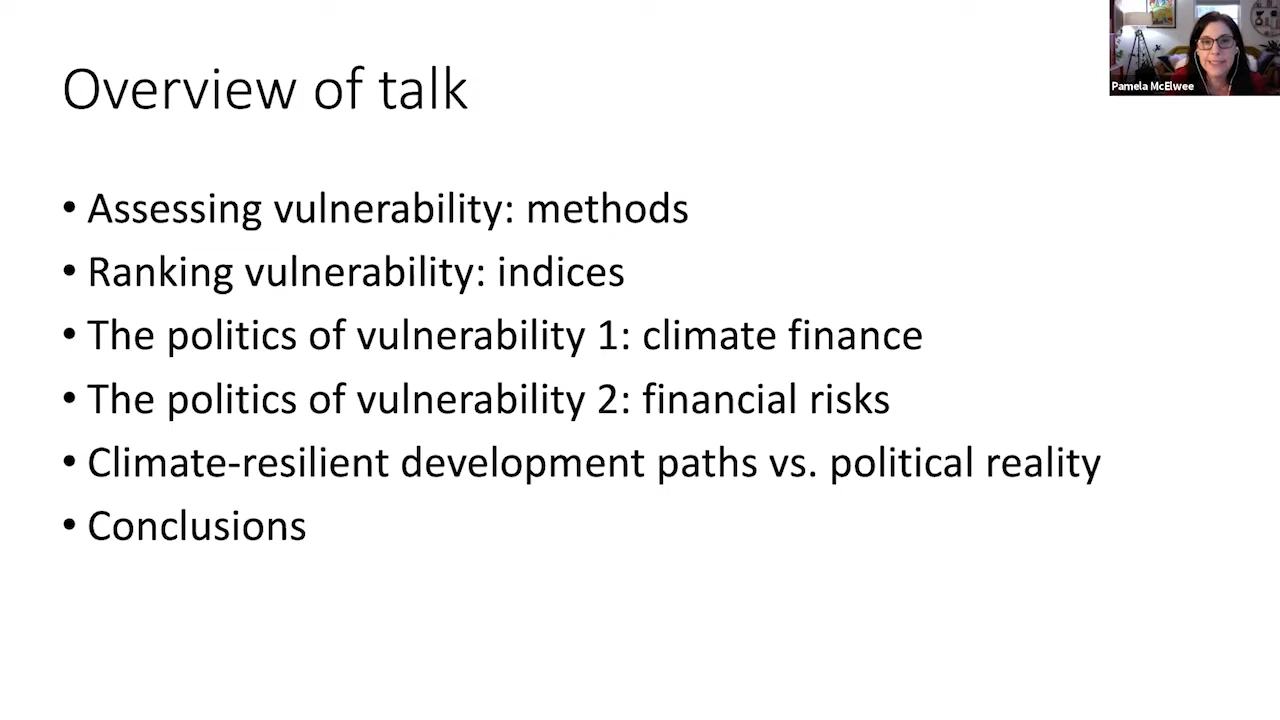 Overview of talk
Pamela McElwee
• Assessing vulnerability: methods
• Ranking vulnerability: indices
• The politics of vulnerability 1: climate finance
• The politics of vulnerability 2: financial risks
• Climate-resilient development paths vs. political reality
• Conclusions